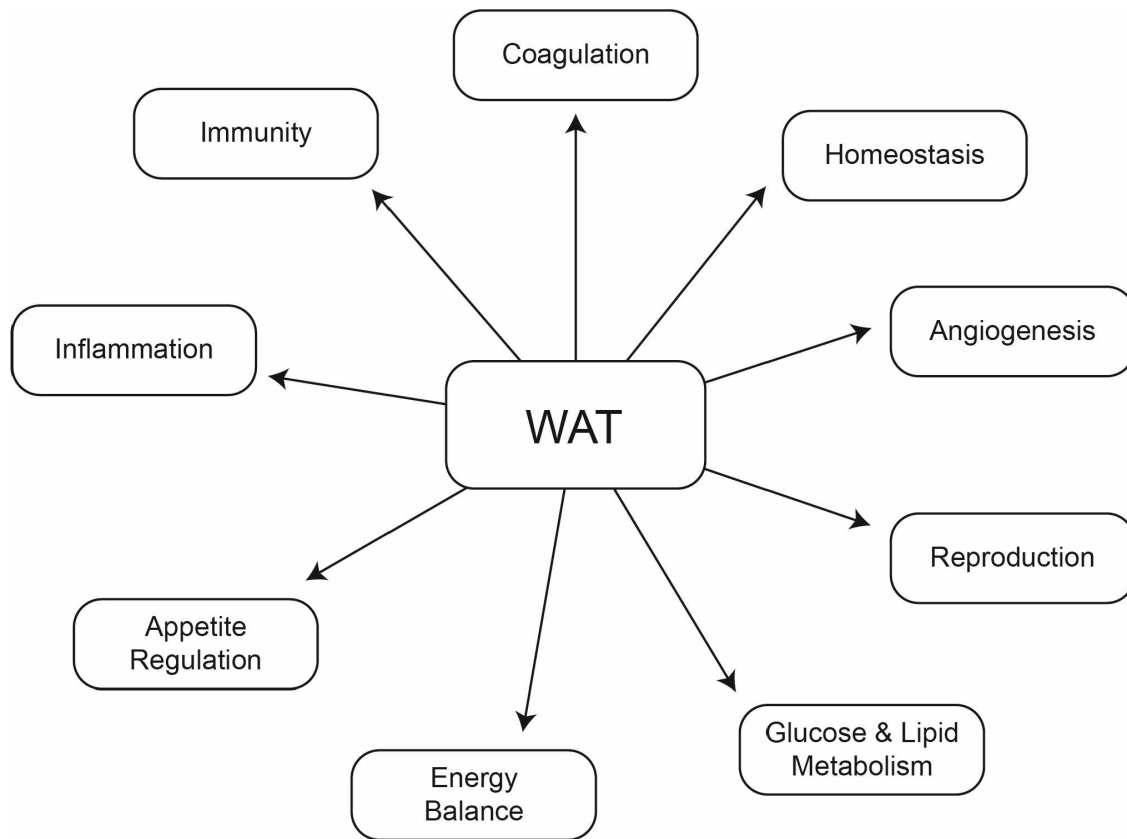 Coagulation
Immunity
Homeostasis
Angiogenesis
Inflammation
WAT
Reproduction
Appetite
Regulation
Glucose & Lipid
Metabolism
Energy
Balance